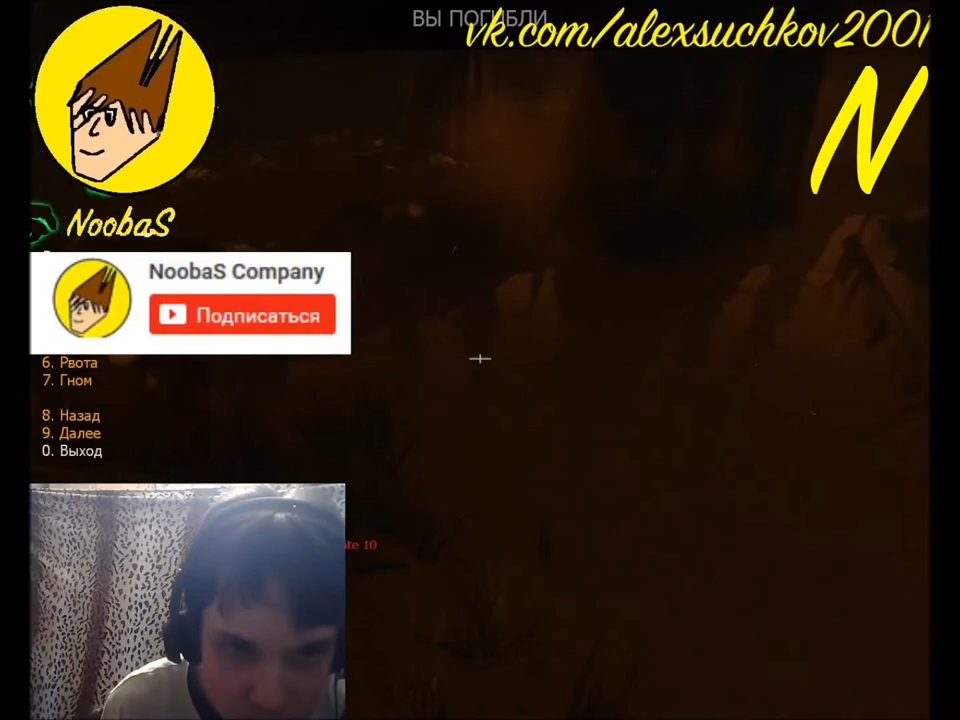 ВЫ ПОГИБЛИ
vk.com/alexsuchkov2001
N
NoobaS
NoobaS Company
Подписаться
6. Рвота
7. Гном
8. Назад
9. Далее
0. Выход
10